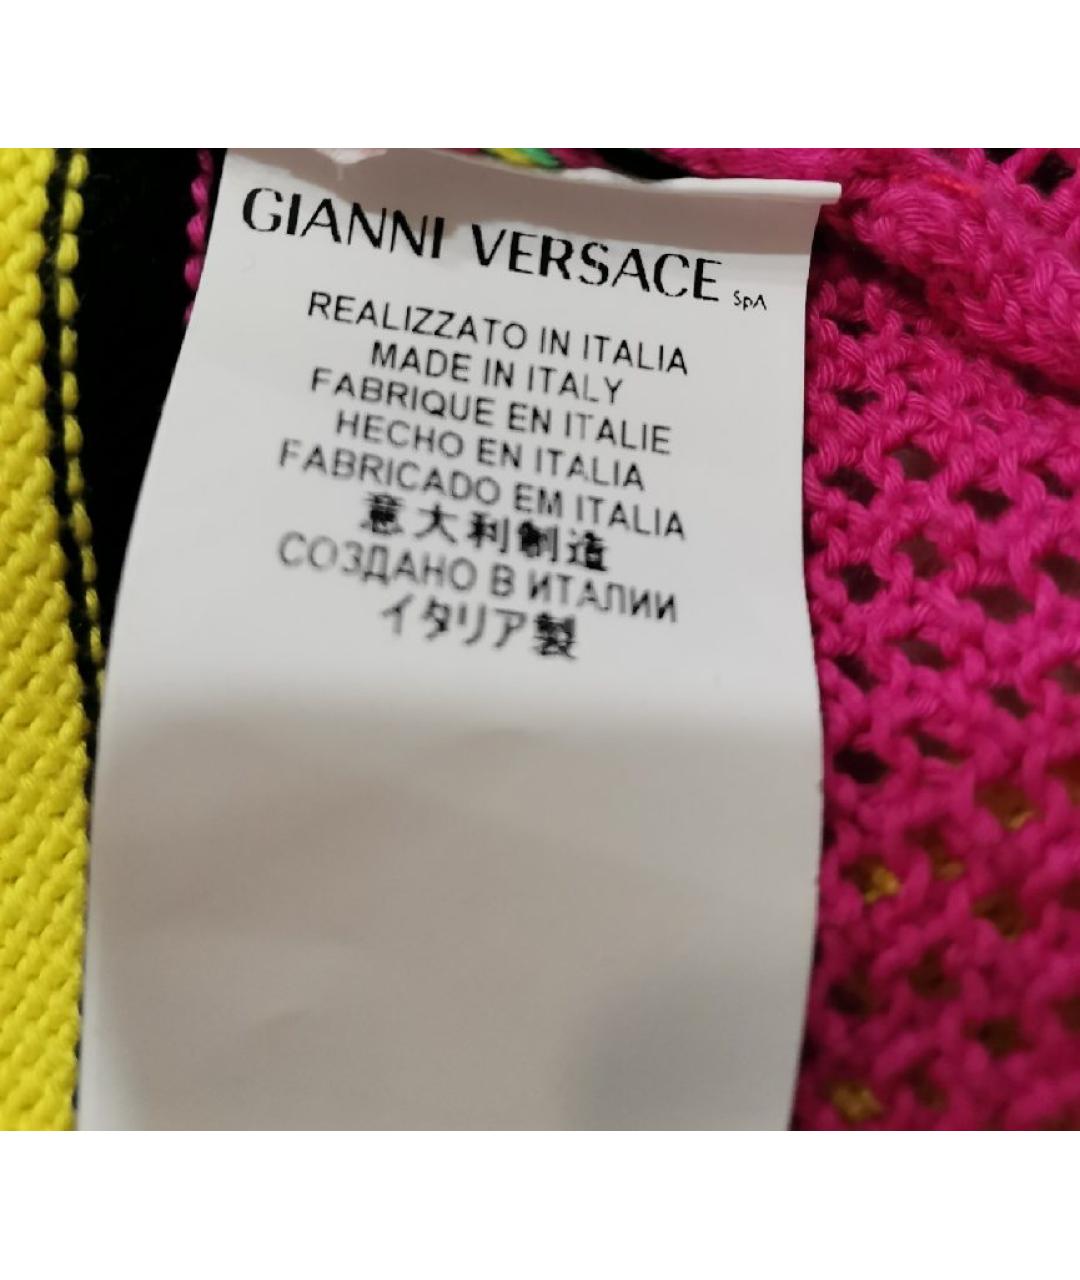 GIANNI VERSACE SpA
REALIZZATO IN ITALIA
MADE IN ITALY
FABRIQUE EN ITALIE
HECHO EN ITALIA
FABRICADO EM ITALIA
意大利制造
СОЗДАНО В ИТАЛИИ
イタリア製